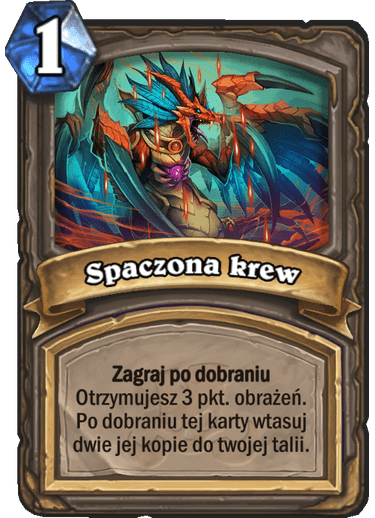 1
Spaczona krew
Zagraj po dobraniu
Otrzymujesz 3 pkt. obrażeń.
Po dobraniu tej karty wtasuj
dwie jej kopie do twojej talii.